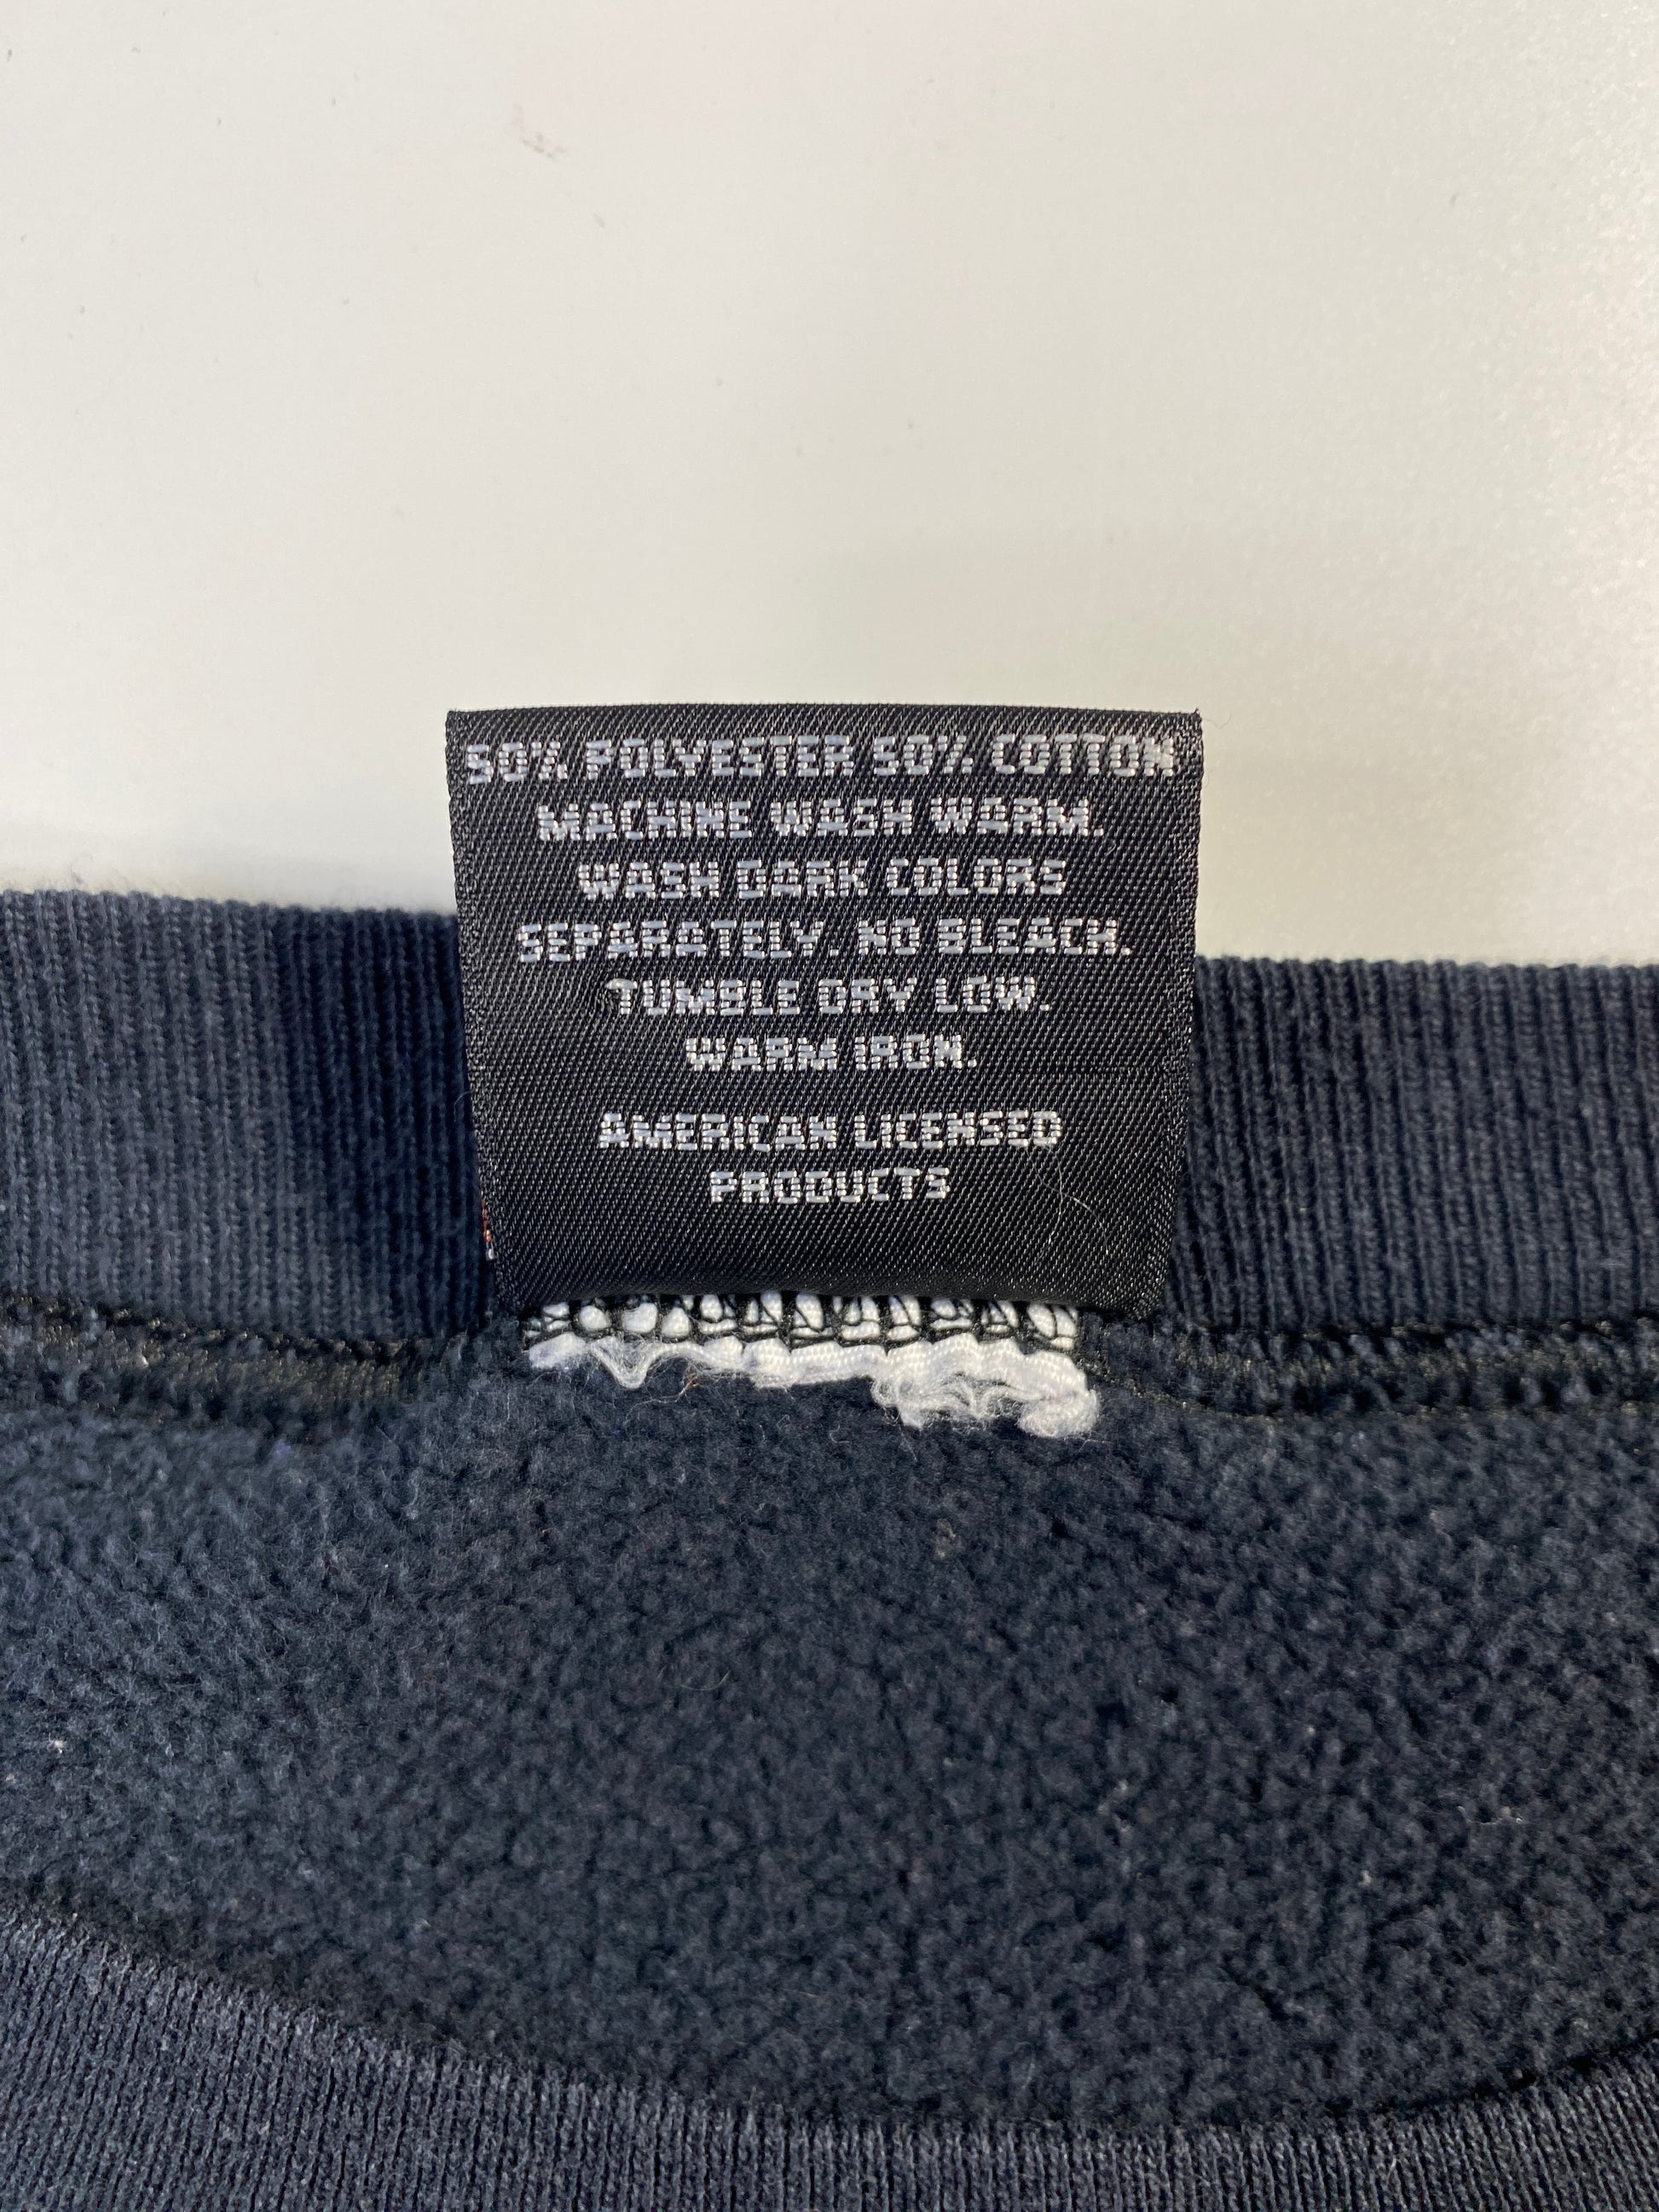 50% POLYESTER 50% COTTON
MACHINE WASH WARM.
WASH DARK COLORS
SEPARATELY. NO BLEACH.
TUMBLE DRY LOW.
WARM IRON.
AMERICAN LICENSED
PRODUCTS